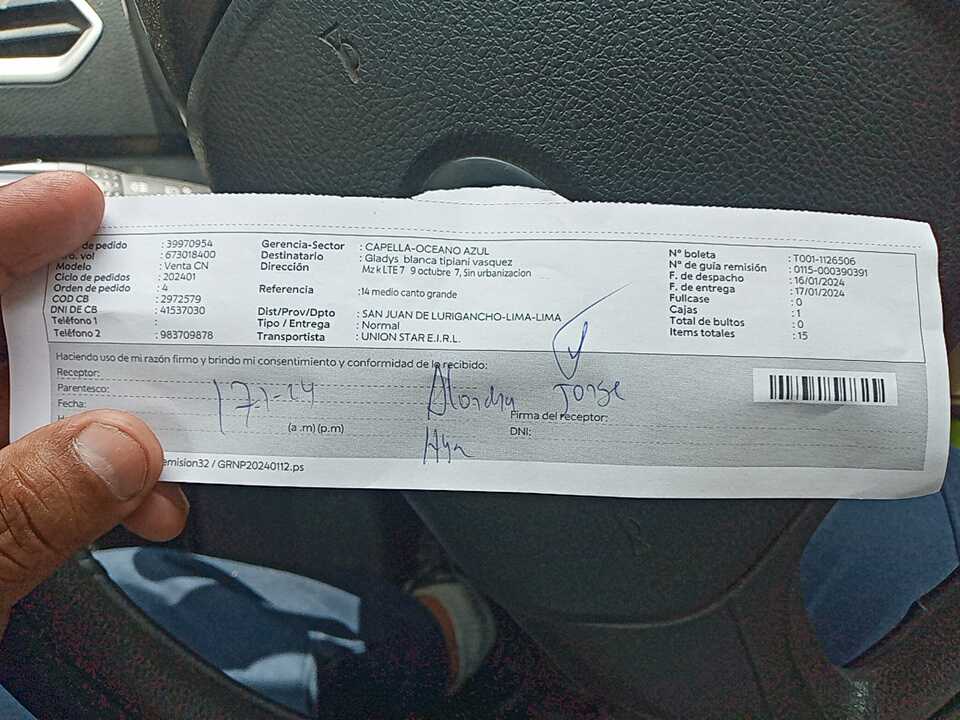 de pedido : 39970954
ro. vol : 673018400
Modelo : Venta CN
Ciclo de pedidos : 202401
Orden de pedido : 4
COD CB : 2972579
DNI DE CB : 41537030
Teléfono 1 :
Teléfono 2 : 983709878
Gerencia-Sector : CAPELLA-OCEANO AZUL
Destinatario : Gladys blanca tiplani vasquez
Dirección Mz k LTE 7 9 octubre 7, Sin urbanizacion
Referencia :14 medio canto grande
Dist/Prov/Dpto : SAN JUAN DE LURIGANCHO-LIMA-LIMA
Tipo / Entrega : Normal
Transportista : UNION STAR E.I.R.L.
N° boleta : T001-1126506
N° de guía remisión : 0115-000390391
F. de despacho : 16/01/2024
F. de entrega : 17/01/2024
Fullcase : 0
Cajas : 1
Total de bultos : 0
Items totales : 15
Haciendo uso de mi razón firmo y brindo mi consentimiento y conformidad de lo recibido:
Receptor:
Parentesco:
Fecha: 17-1-24
(a .m) (p.m)
Jorge
Firma del receptor:
DNI:
emision32 / GRNP20240112.ps